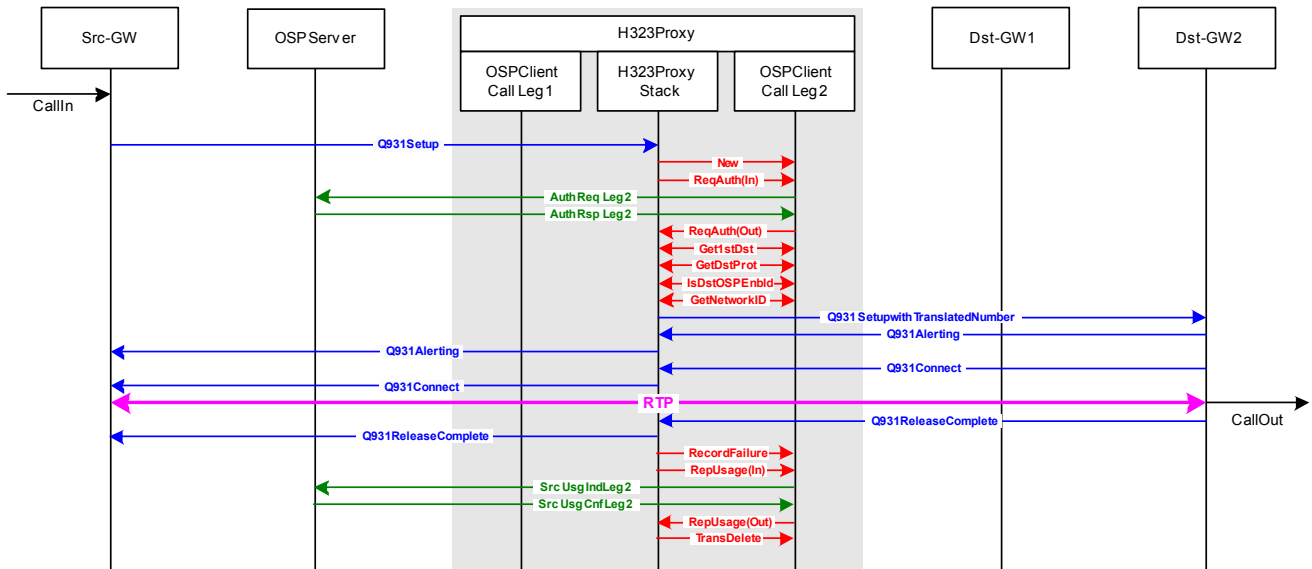 Src-GW
OSPServer
H323Proxy
Dst-GW1
Dst-GW2
OSPClient
Call Leg1
H323Proxy
Stack
OSPClient
Call Leg2
CallIn
Q931Setup
New
ReqAuth(In)
AuthReq Leg2
AuthRsp Leg2
ReqAuth(Out)
Get1stDst
GetDstProt
IsDstOSPEnbld
GetNetworkID
Q931SetupwithTranslatedNumber
Q931Alerting
Q931Alerting
Q931Connect
Q931Connect
RTP
CallOut
Q931ReleaseComplete
Q931ReleaseComplete
RecordFailure
RepUsage(In)
SrcUsgIndLeg2
SrcUsgCnfLeg2
RepUsage(Out)
TransDelete